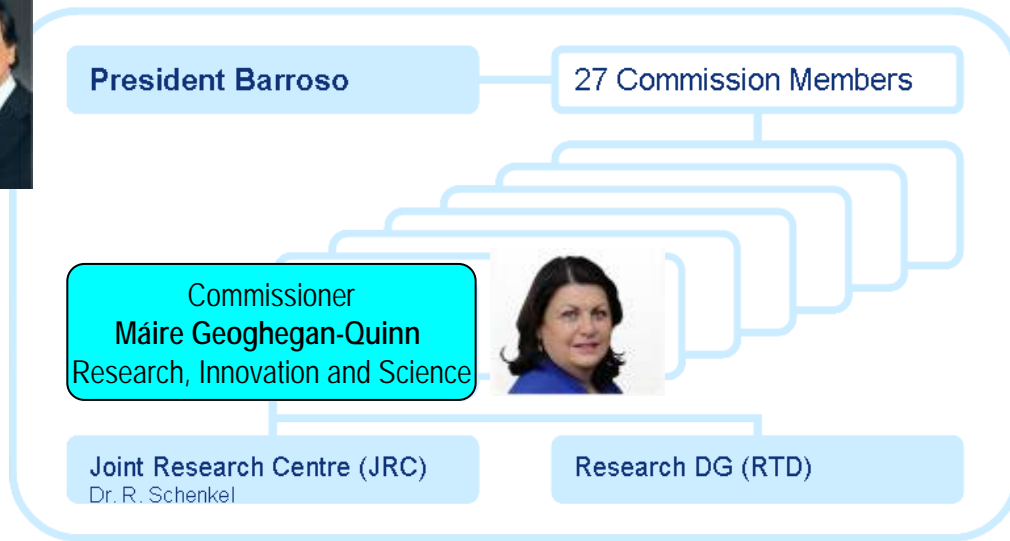 President Barroso
27 Commission Members
Commissioner
Máire Geoghegan-Quinn
Research, Innovation and Science
Joint Research Centre (JRC)
Dr. R. Schenkel
Research DG (RTD)